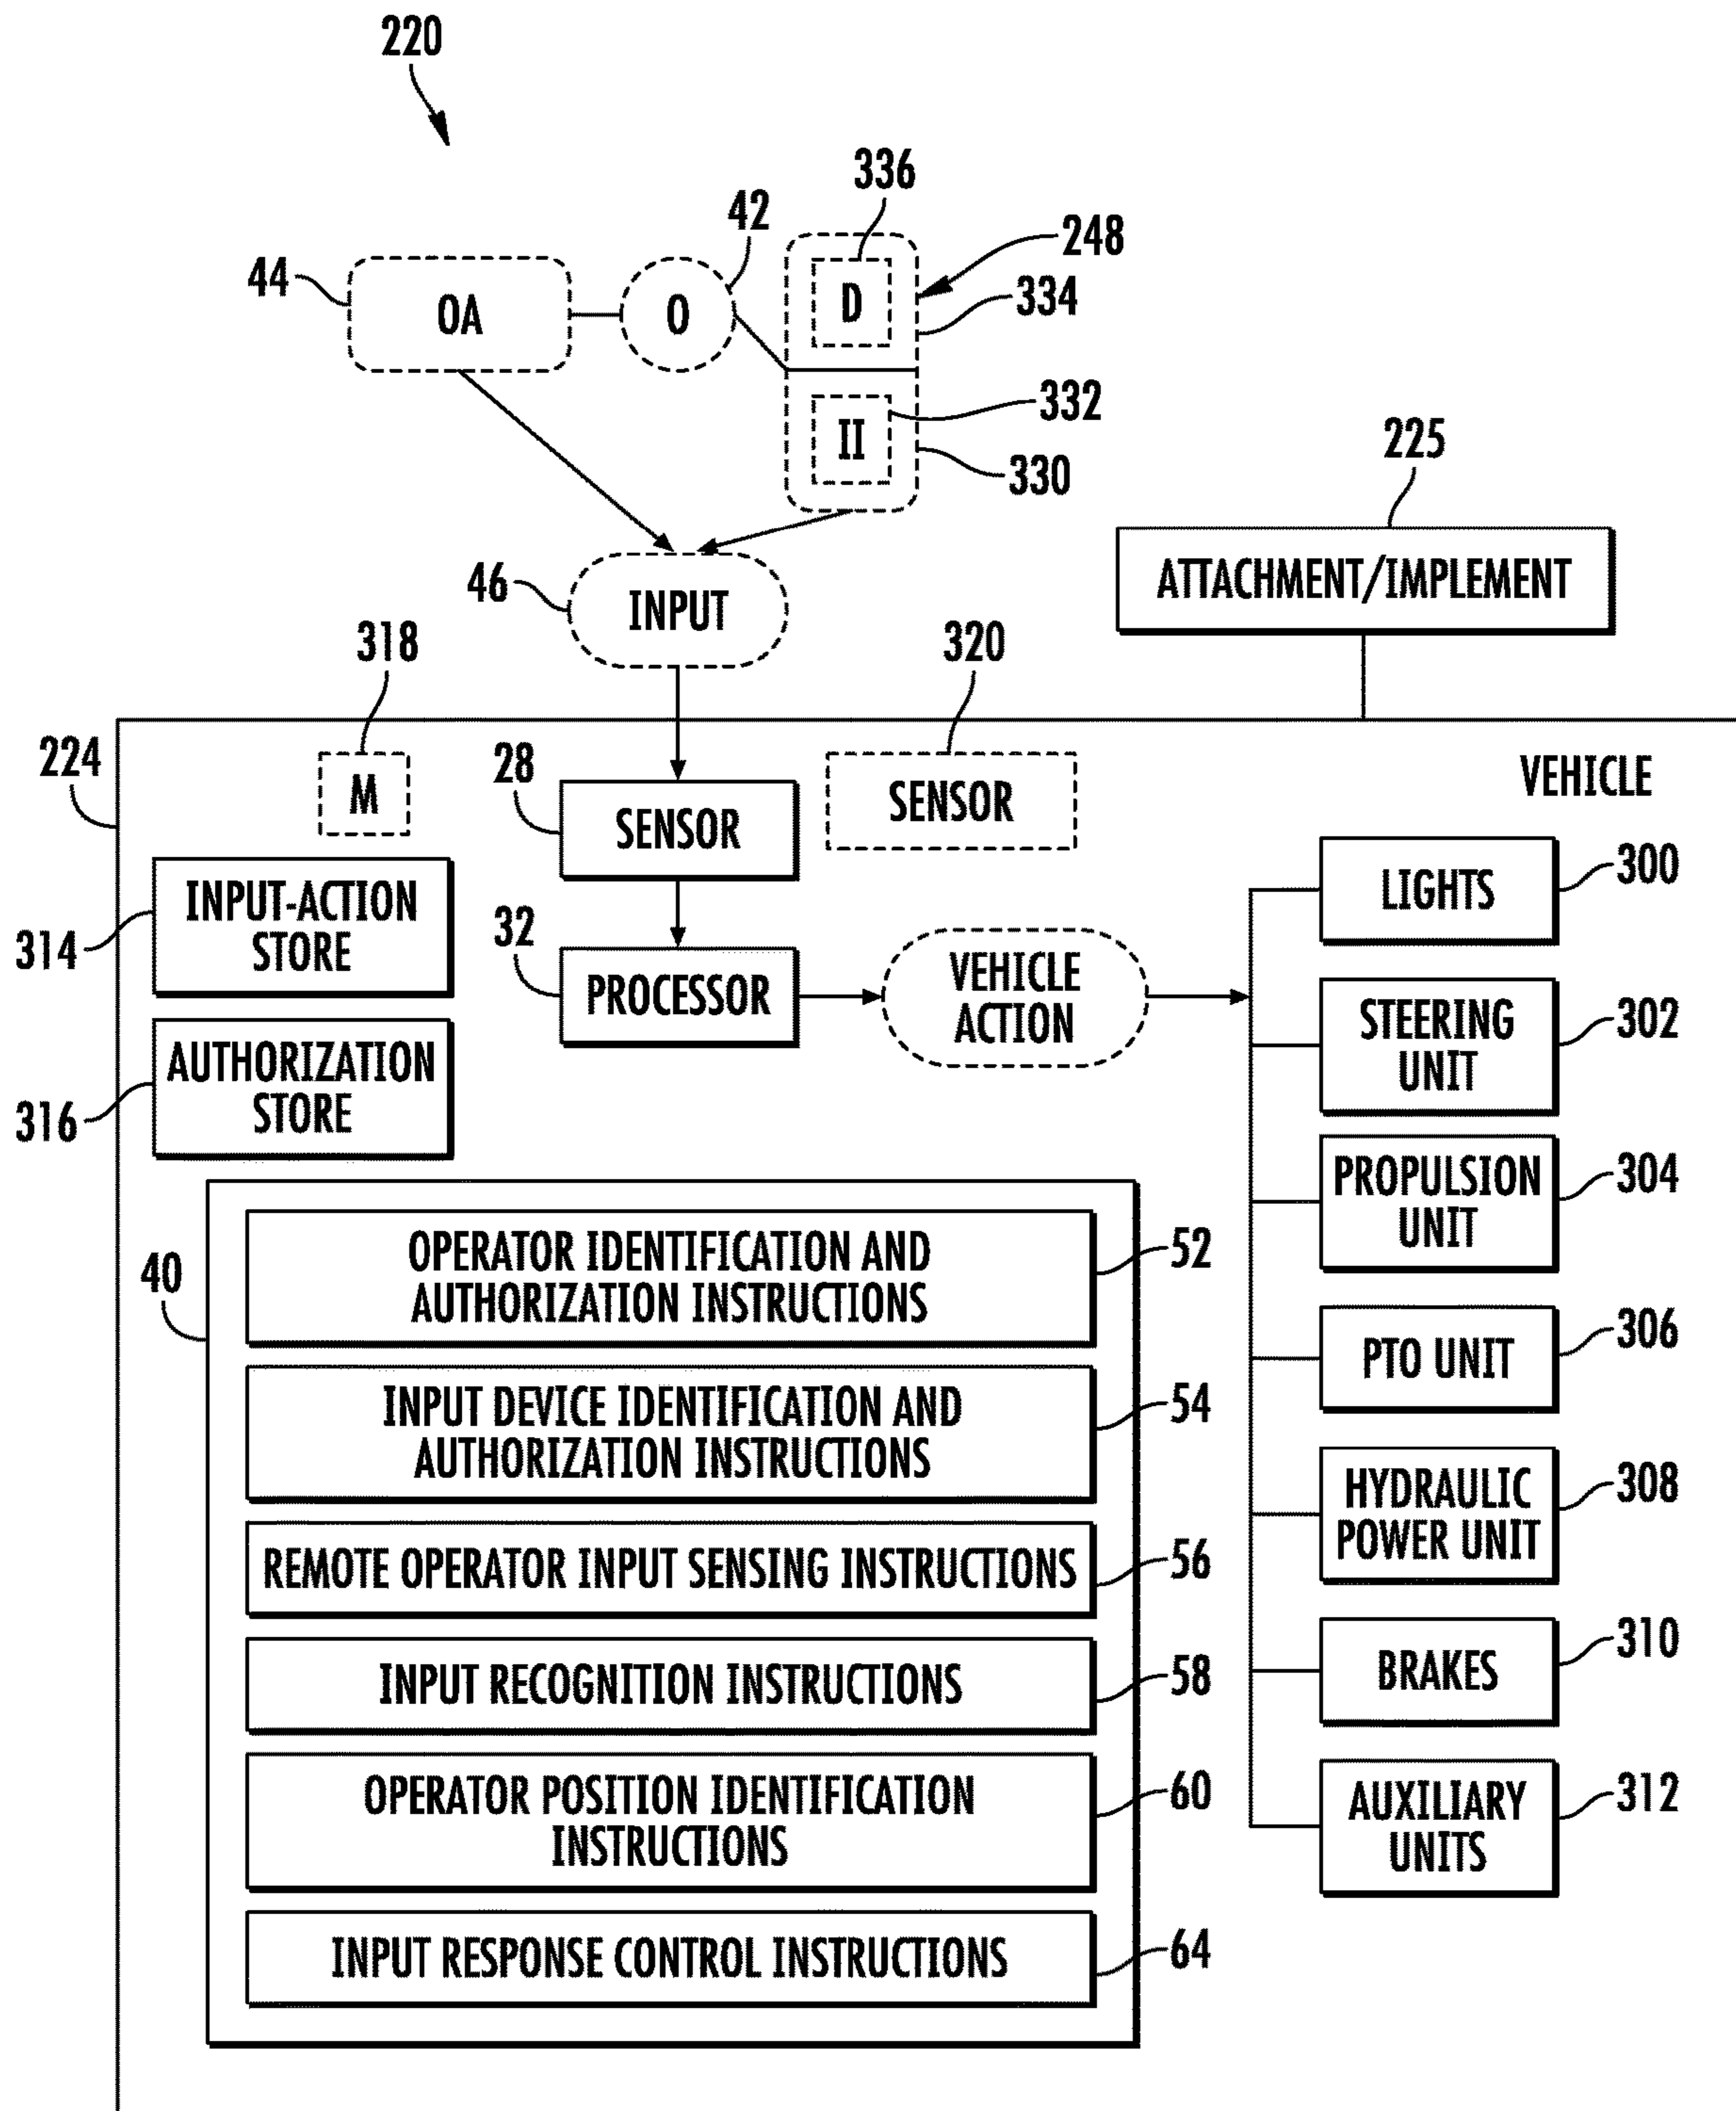 220
336
42
248
44
OA
O
D
334
332
II
330
225
ATTACHMENT/IMPLEMENT
46
INPUT
318
320
224
M
28
SENSOR
SENSOR
VEHICLE
INPUT-ACTION
STORE
314
32
PROCESSOR
VEHICLE
ACTION
LIGHTS
300
STEERING
UNIT
302
AUTHORIZATION
STORE
316
PROPULSION
UNIT
304
40
OPERATOR IDENTIFICATION AND
AUTHORIZATION INSTRUCTIONS
52
PTO UNIT
306
INPUT DEVICE IDENTIFICATION AND
AUTHORIZATION INSTRUCTIONS
54
HYDRAULIC
POWER UNIT
308
REMOTE OPERATOR INPUT SENSING INSTRUCTIONS
56
INPUT RECOGNITION INSTRUCTIONS
58
BRAKES
310
OPERATOR POSITION IDENTIFICATION
INSTRUCTIONS
60
AUXILIARY
UNITS
312
INPUT RESPONSE CONTROL INSTRUCTIONS
64